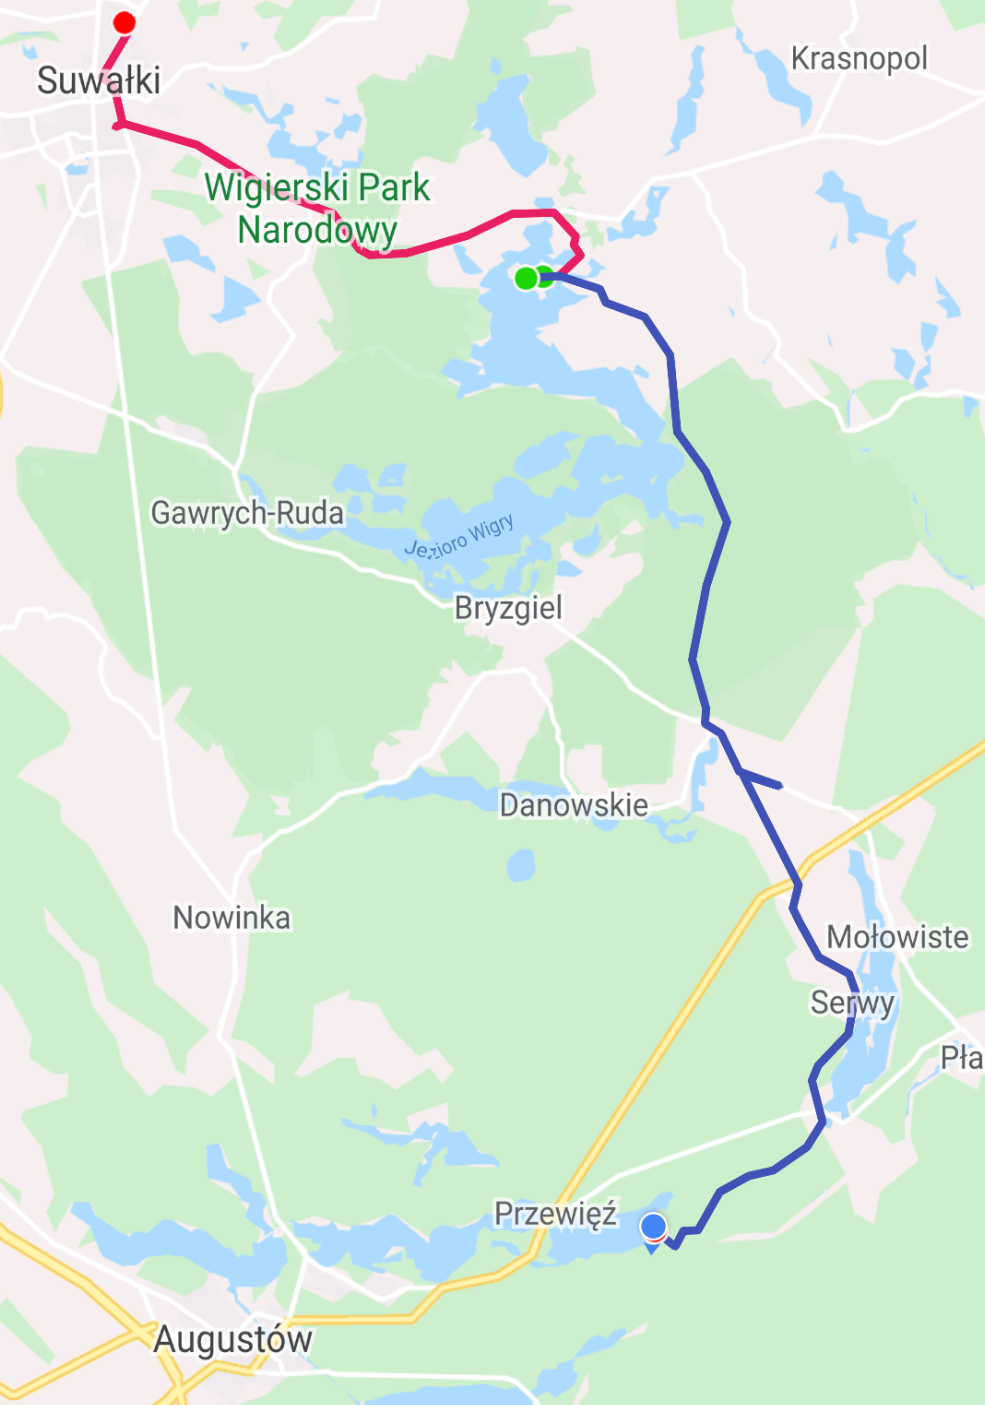 Krasnopol
Suwałki
Wigierski Park
Narodowy
Gawrych-Ruda
Jezioro Wigry
Bryzgiel
Danowskie
Nowinka
Mołowiste
Serwy
Pła
Przewięź
Augustów